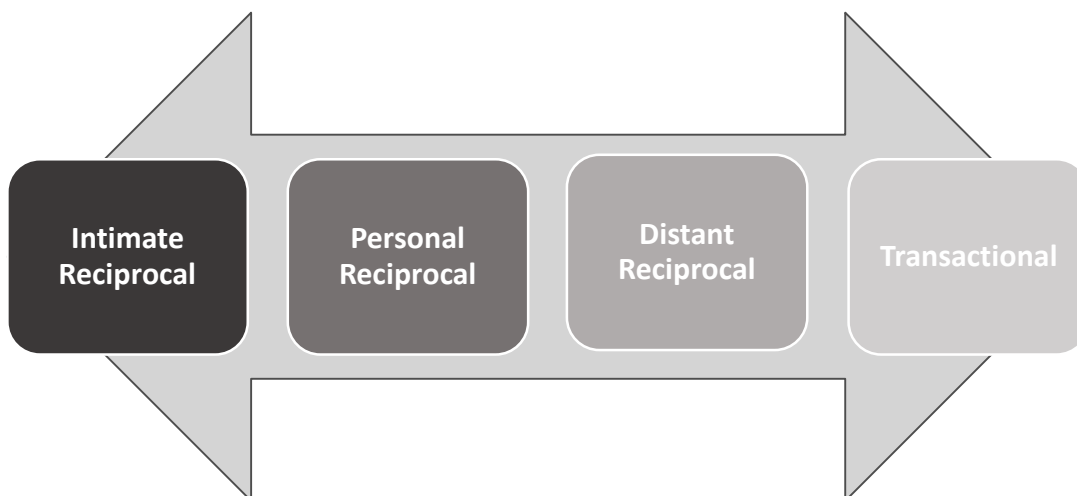 Intimate
Reciprocal
Personal
Reciprocal
Distant
Reciprocal
Transactional